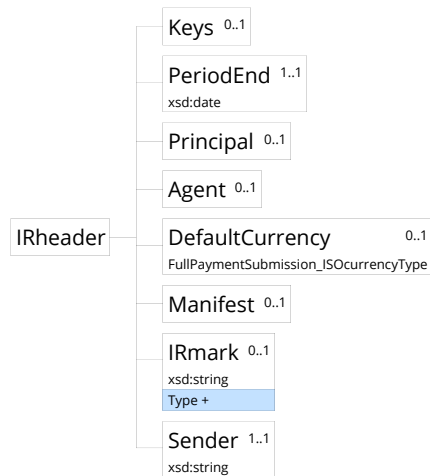 Keys 0..1
PeriodEnd 1..1
xsd:date
Principal 0..1
Agent 0..1
IRheader
DefaultCurrency 0..1
FullPaymentSubmission_ISOcurrencyType
Manifest 0..1
IRmark 0..1
xsd:string
Type +
Sender 1..1
xsd:string